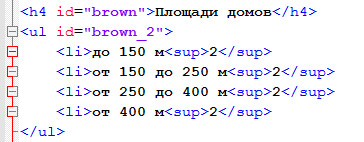 <h4 id="brown">Площади домов</h4>
<ul id="brown_2">
<li>до 150 м<sup>2</sup>
<li>от 150 до 250 м<sup>2</sup>
<li>от 250 до 400 м<sup>2</sup>
<li>от 400 м<sup>2</sup>
</ul>